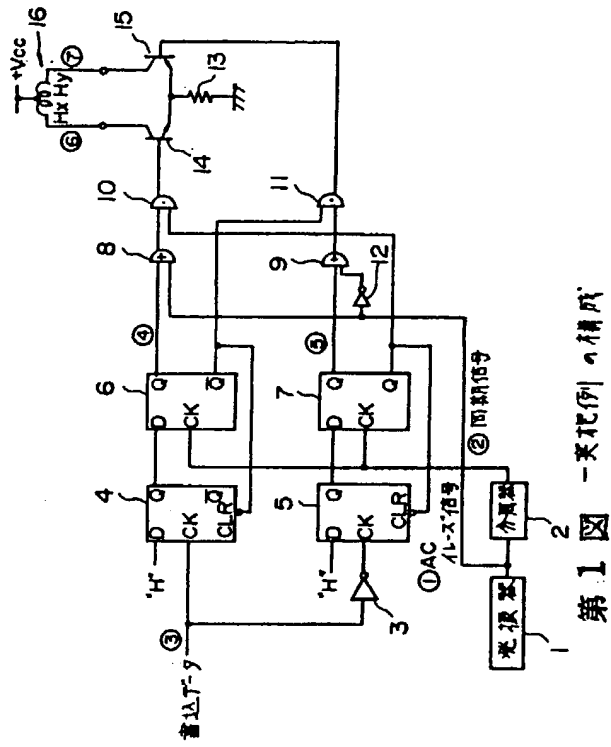 16
+Vcc
Hx Hy
⑥
⑦
15
14
13
10
11
8
9
12
④
⑤
6
D
Q
CK
Q̅
7
D
Q
CK
Q
4
D
Q
CK
Q̅
CLR
5
D
Q
CK
CLR
"H"
"H"
③
書込データ
3
①AC
イレーズ信号
②同期信号
発振器
1
分周器
2
第1図 一実施例の構成